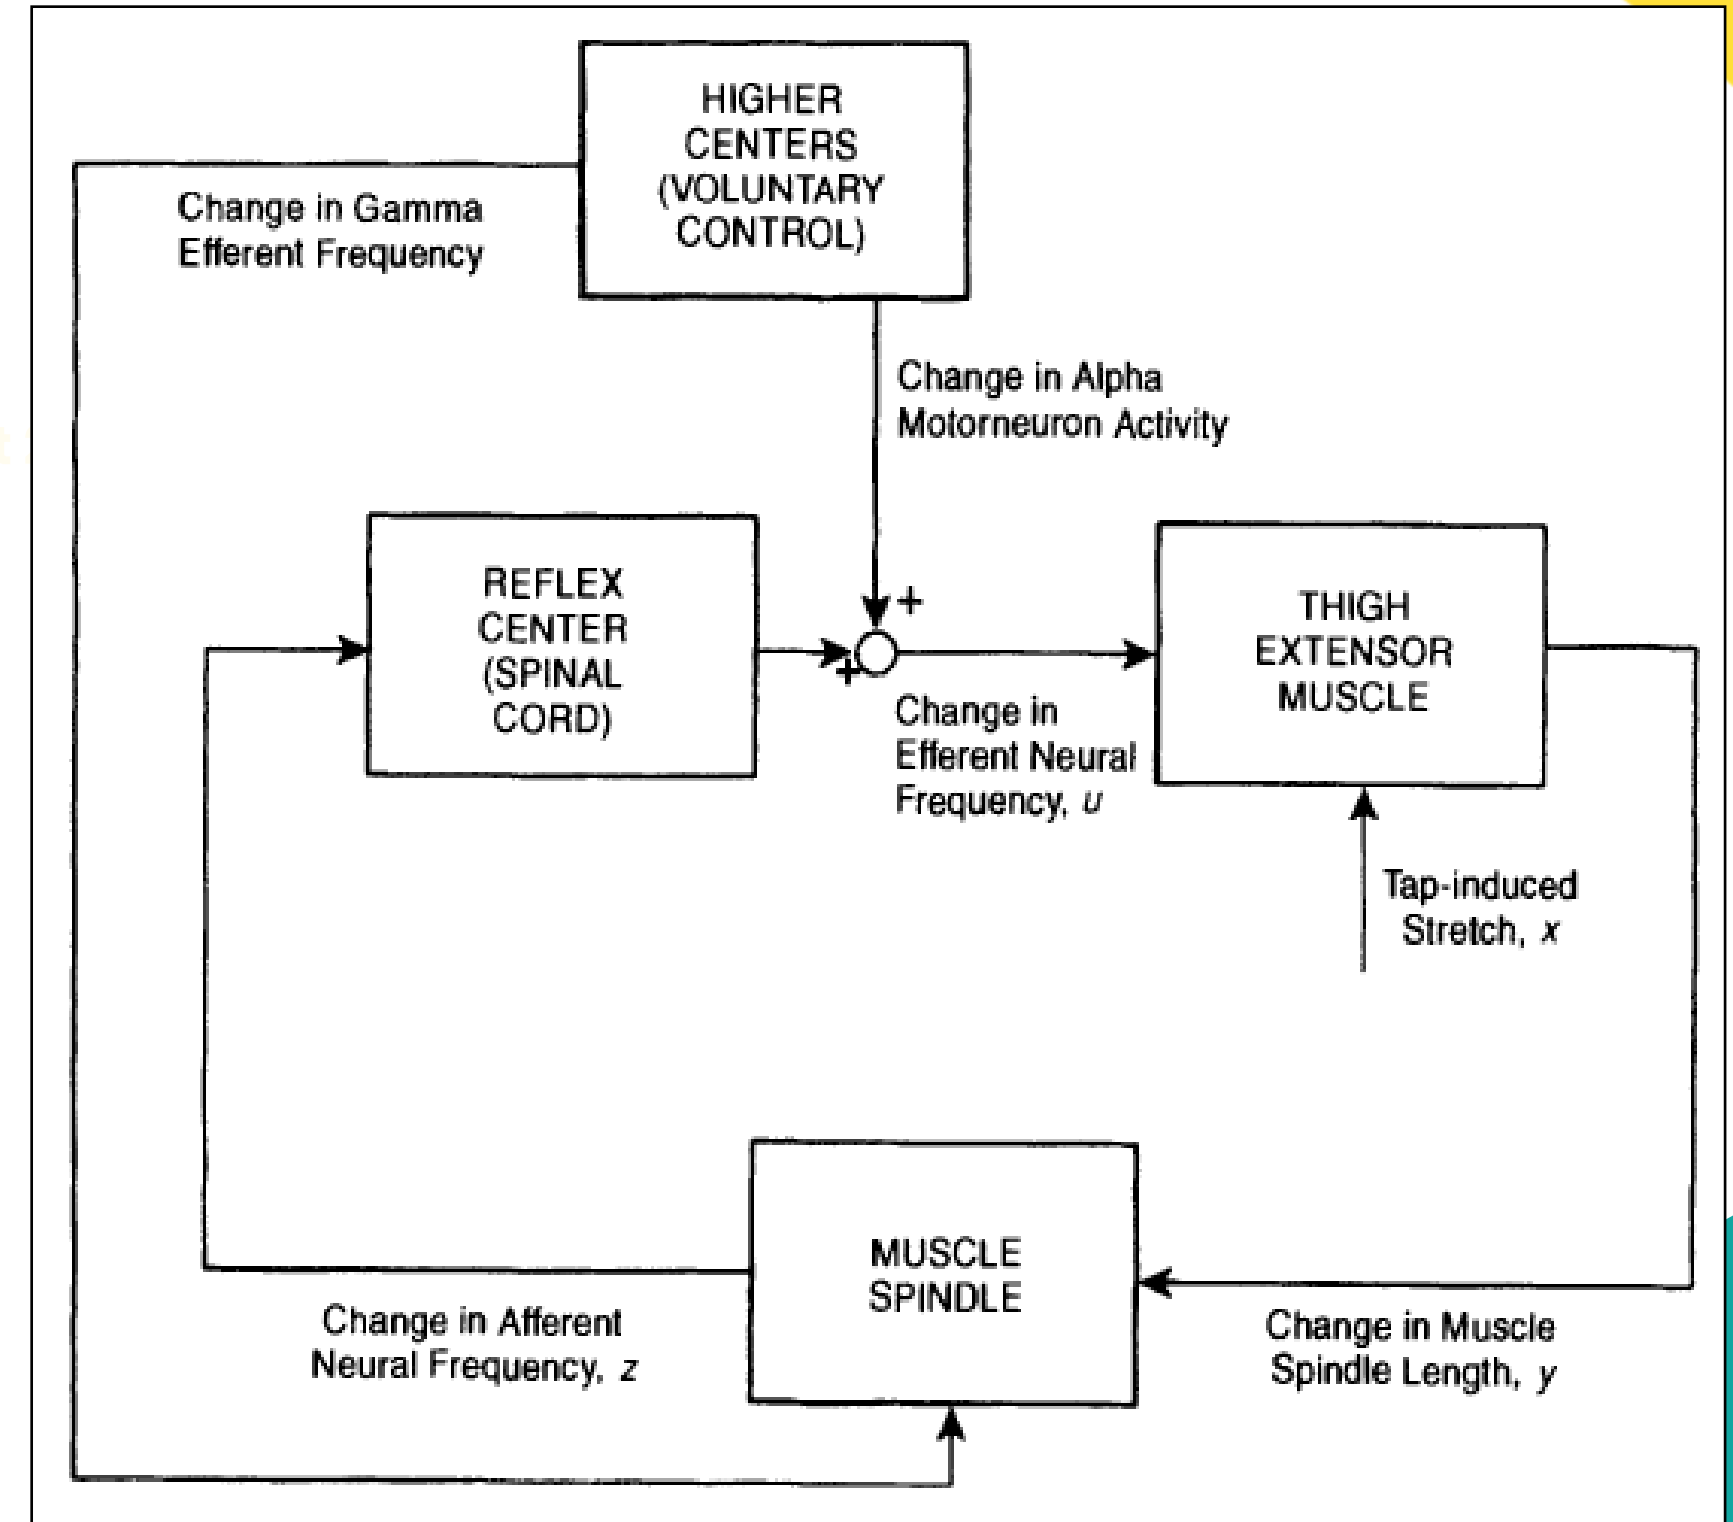 HIGHER
CENTERS
(VOLUNTARY
CONTROL)
Change in Gamma
Efferent Frequency
Change in Alpha
Motorneuron Activity
REFLEX
CENTER
(SPINAL
CORD)
+
+
Change in
Efferent Neural
Frequency, u
THIGH
EXTENSOR
MUSCLE
Tap-induced
Stretch, x
MUSCLE
SPINDLE
Change in Afferent
Neural Frequency, z
Change in Muscle
Spindle Length, y